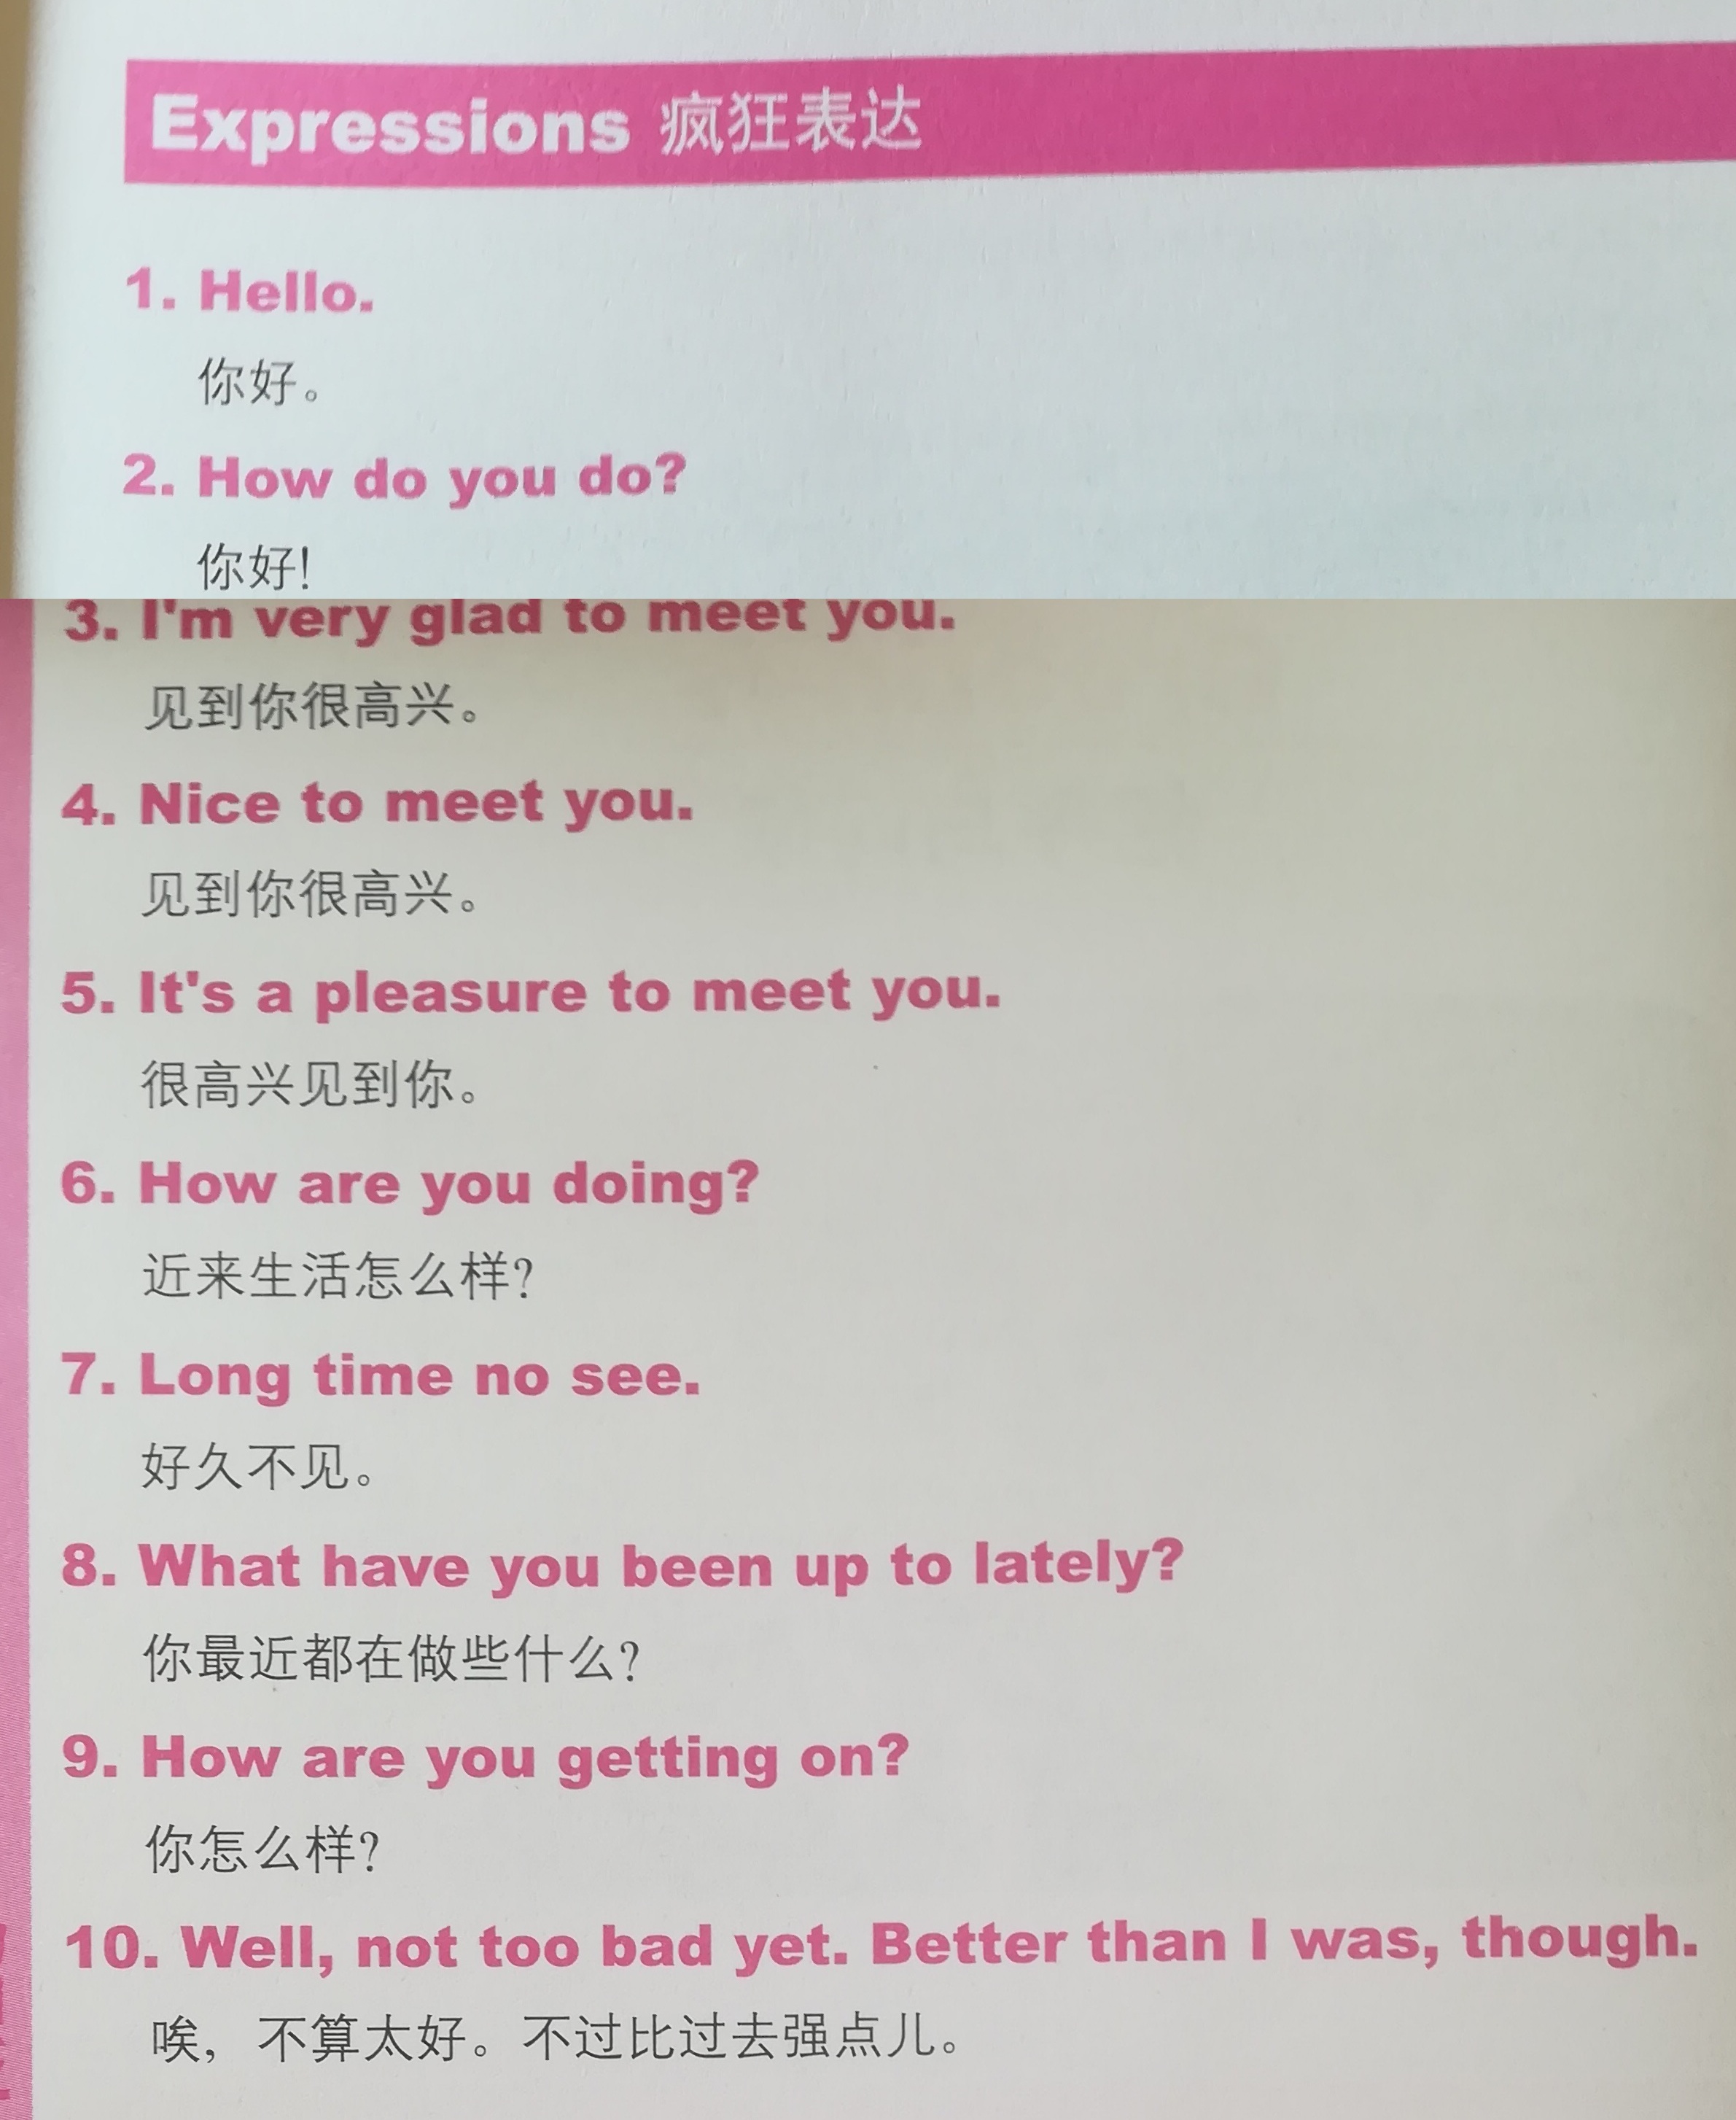 Expressions 疯狂表达
1. Hello.
你好。
2. How do you do?
你好!
3. I'm very glad to meet you.
见到你很高兴。
4. Nice to meet you.
见到你很高兴。
5. It's a pleasure to meet you.
很高兴见到你。
6. How are you doing?
近来生活怎么样?
7. Long time no see.
好久不见。
8. What have you been up to lately?
你最近都在做些什么?
9. How are you getting on?
你怎么样?
10. Well, not too bad yet. Better than I was, though.
唉，不算太好。不过比过去强点儿。